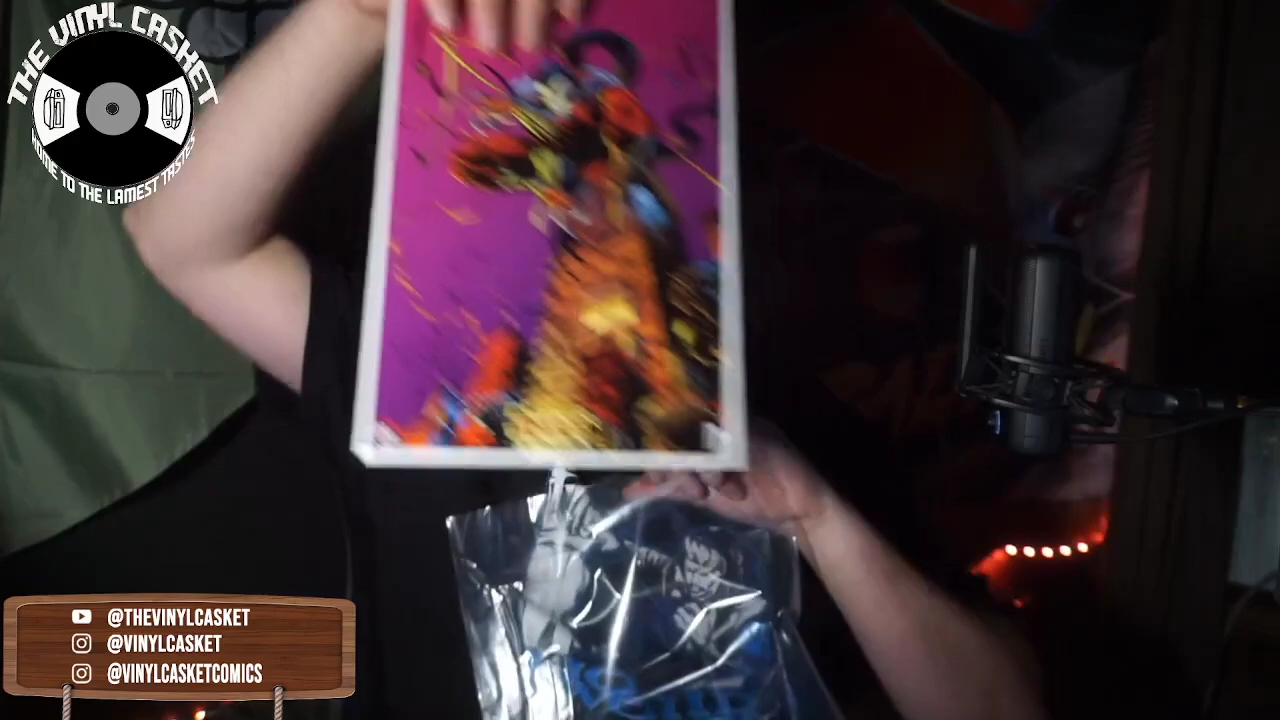 THE VINYL CASKET
HOME TO THE LAMEST TASTES
@THEVINYLCASKET
@VINYLCASKET
@VINYLCASKETCOMICS